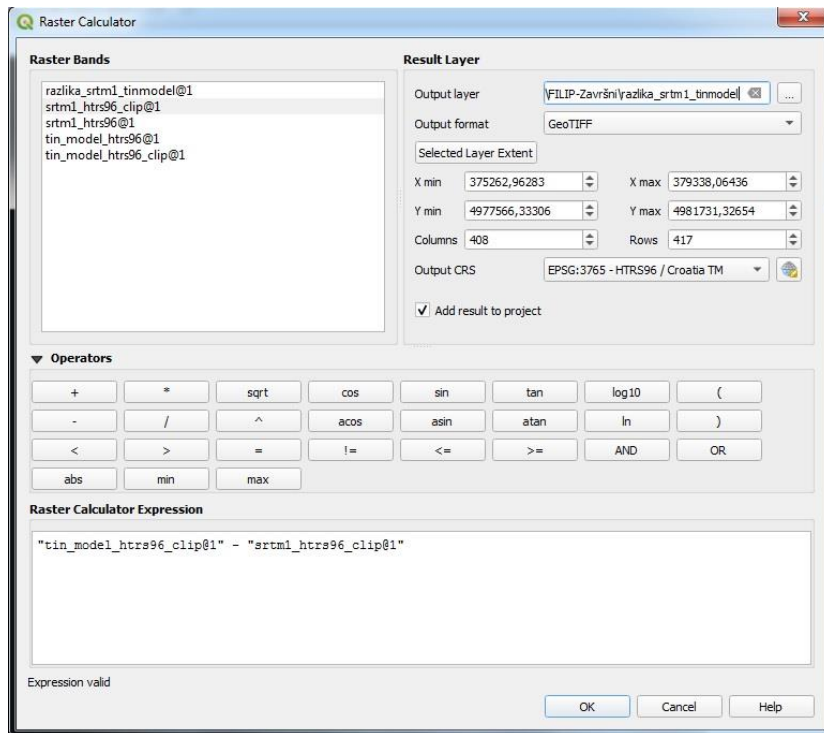 Raster Calculator
Raster Bands
razlika_srtm1_tinmodel@1
srtm1_htrs96_clip@1
srtm1_htrs96@1
tin_model_htrs96@1
tin_model_htrs96_clip@1
Result Layer
Output layer \FILIP-Završni\razlika_srtm1_tinmodel ...
Output format GeoTIFF
Selected Layer Extent
X min 375262,96283 X max 379338,06436
Y min 4977566,33306 Y max 4981731,32654
Columns 408 Rows 417
Output CRS EPSG:3765 - HTRS96 / Croatia TM
Add result to project
Operators
+ * sqrt cos sin tan log10 (
- / ^ acos asin atan ln )
< > = != <= >= AND OR
abs min max
Raster Calculator Expression
"tin_model_htrs96_clip@1" - "srtm1_htrs96_clip@1"
Expression valid
OK Cancel Help